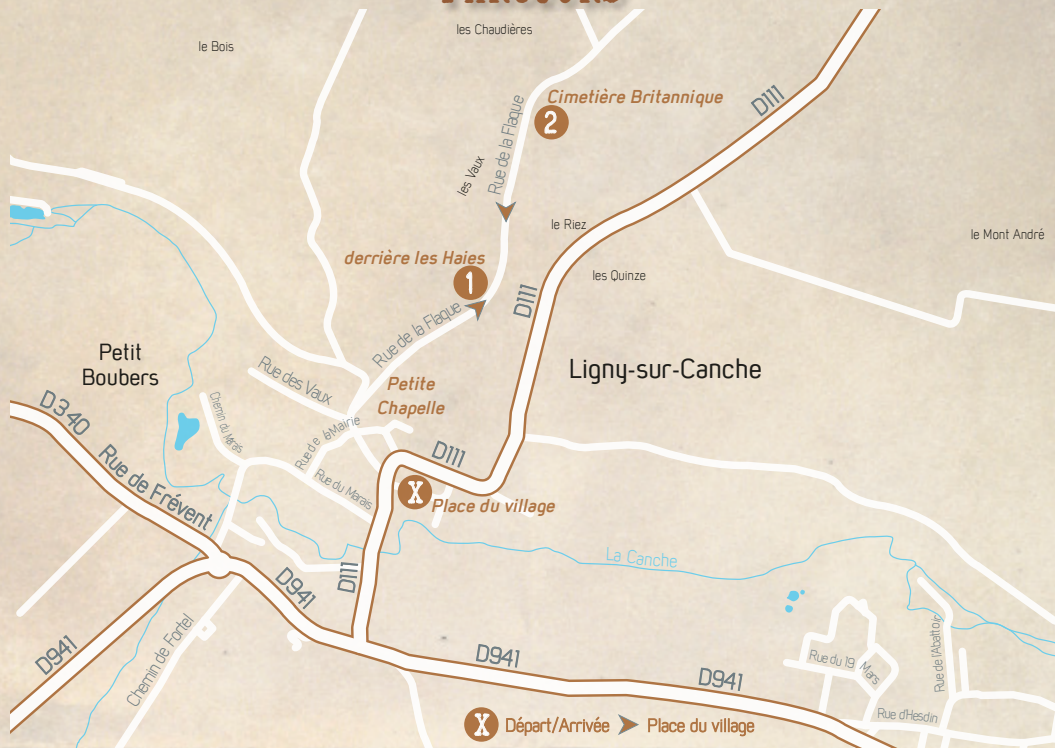 les Chaudières
le Bois
Cimetière Britannique
2
D111
Rue de la Flaque
les Vaux
le Riez
le Mont André
derrière les Haies
1
les Quinze
D111
Rue de la Flaque
Petit
Boubers
Ligny-sur-Canche
Rue des Vaux
Petite
Chapelle
D340
Chemin du Marais
Rue de la Mairie
D111
Rue de Frévent
Rue du Marais
X
Place du village
La Canche
D111
D941
Chemin de Fortel
D941
D941
D941
Rue du 19 Mars
Rue de l'Abattoir
Rue d'Hesdin
X Départ/Arrivée Place du village